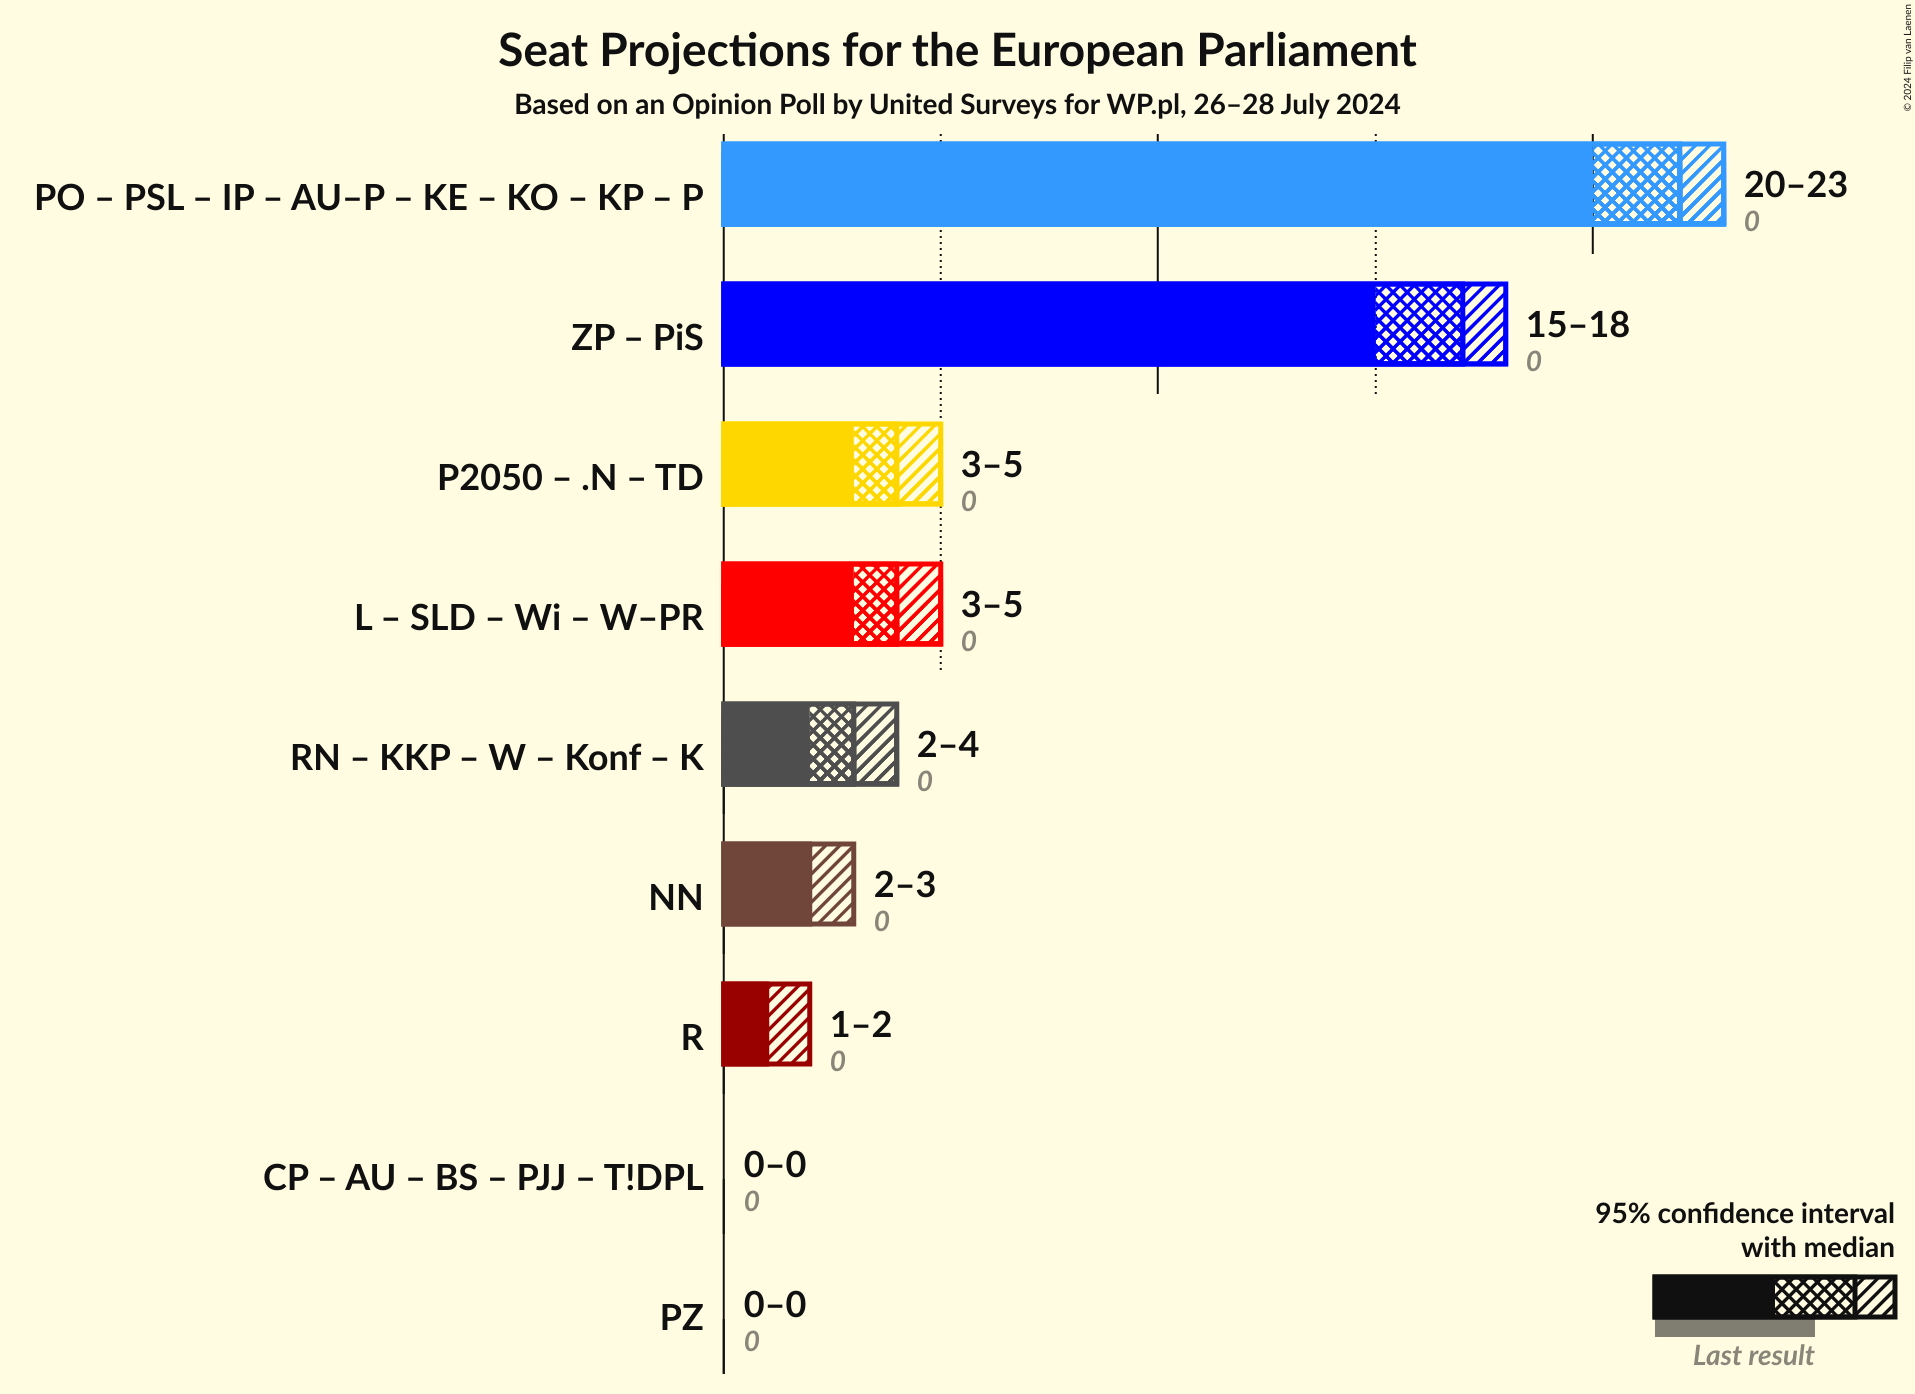 Seat Projections for the European Parliament
Based on an Opinion Poll by United Surveys for WP.pl, 26–28 July 2024
© 2024 Filip van Laenen
PO – PSL – IP – AU–P – KE – KO – KP – P
20–23
0
ZP – PiS
15–18
0
P2050 – .N – TD
3–5
0
L – SLD – Wi – W–PR
3–5
0
RN – KKP – W – Konf – K
2–4
0
NN
2–3
0
R
1–2
0
CP – AU – BS – PJJ – T!DPL
0–0
0
PZ
0–0
0
95% confidence interval
with median
Last result